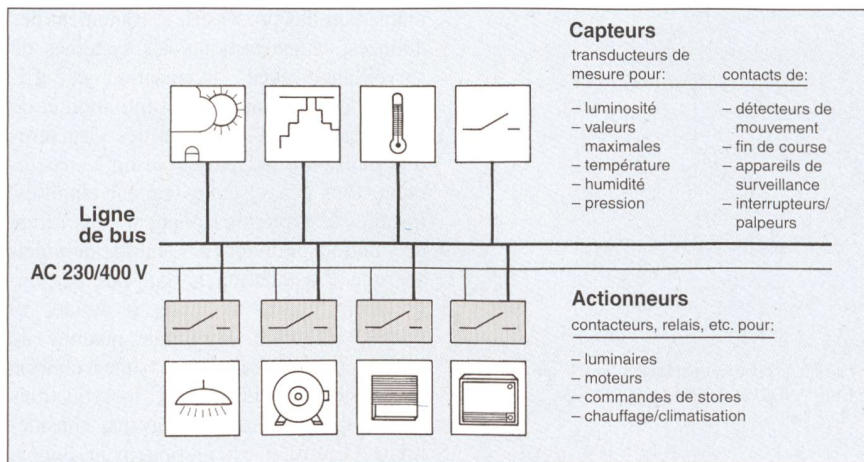 Capteurs
transducteurs de
mesure pour:
– luminosité
– valeurs
maximales
– température
– humidité
– pression
contacts de:
– détecteurs de
mouvement
– fin de course
– appareils de
surveillance
– interrupteurs/
palpeurs
Ligne
de bus
AC 230/400 V
Actionneurs
contacteurs, relais, etc. pour:
– luminaires
– moteurs
– commandes de stores
– chauffage/climatisation